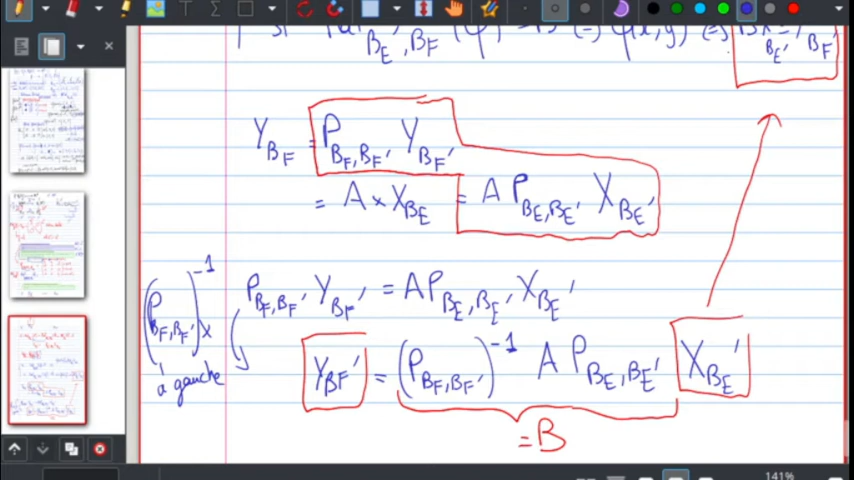 Y_{B_F} = P_{B_F,B_F'} Y_{B_F'}
= A × X_{B_E} = A P_{B_E,B_E'} X_{B_E'}
(P_{B_F,B_F'})^{-1} × à gauche
P_{B_F,B_F'} Y_{B_F'} = A P_{B_E,B_E'} X_{B_E'}
Y_{B_F'} = (P_{B_F,B_F'})^{-1} A P_{B_E,B_E'} X_{B_E'}
= B
141%